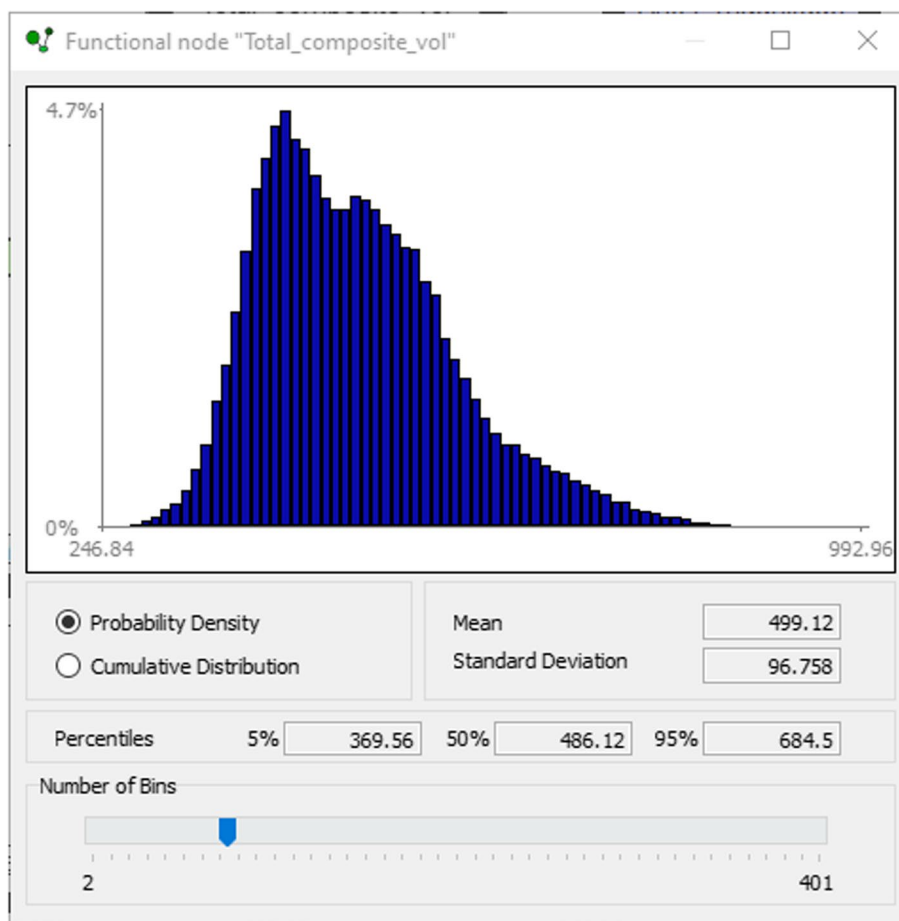 Functional node "Total_composite_vol"
4.7%
0%
246.84 992.96
Probability Density
Cumulative Distribution
Mean 499.12
Standard Deviation 96.758
Percentiles 5% 369.56 50% 486.12 95% 684.5
Number of Bins
2 401